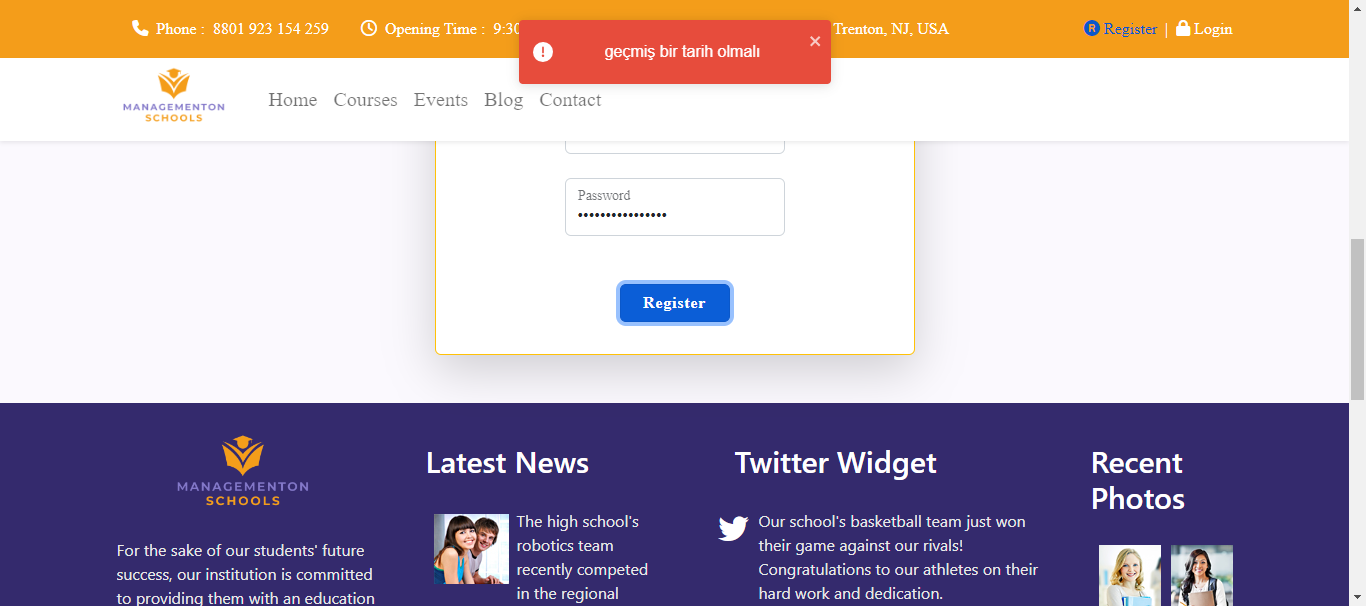 Phone : 8801 923 154 259
Opening Time : 9:30
Trenton, NJ, USA
R Register | Login
geçmiş bir tarih olmalı
MANAGEMENTON
SCHOOLS
Home Courses Events Blog Contact
Password
Register
MANAGEMENTON
SCHOOLS
For the sake of our students' future
success, our institution is committed
to providing them with an education
Latest News
The high school's
robotics team
recently competed
in the regional
Twitter Widget
Our school's basketball team just won
their game against our rivals!
Congratulations to our athletes on their
hard work and dedication.
Recent
Photos